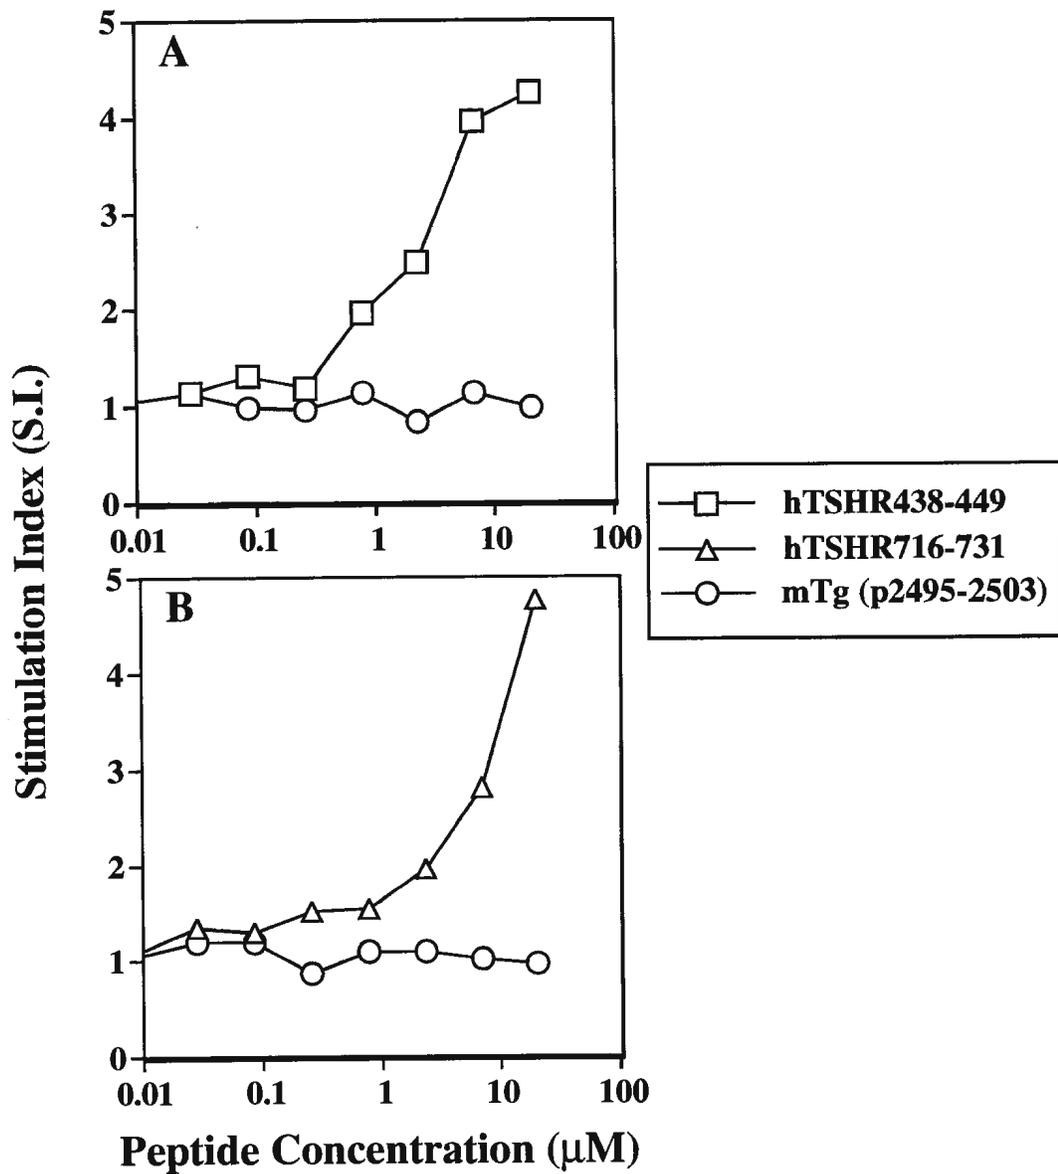 A
5
4
3
2
1
0
0.01 0.1 1 10 100
Stimulation Index (S.I.)
hTSHR438-449
hTSHR716-731
mTg (p2495-2503)
B
5
4
3
2
1
0
0.01 0.1 1 10 100
Peptide Concentration (μM)